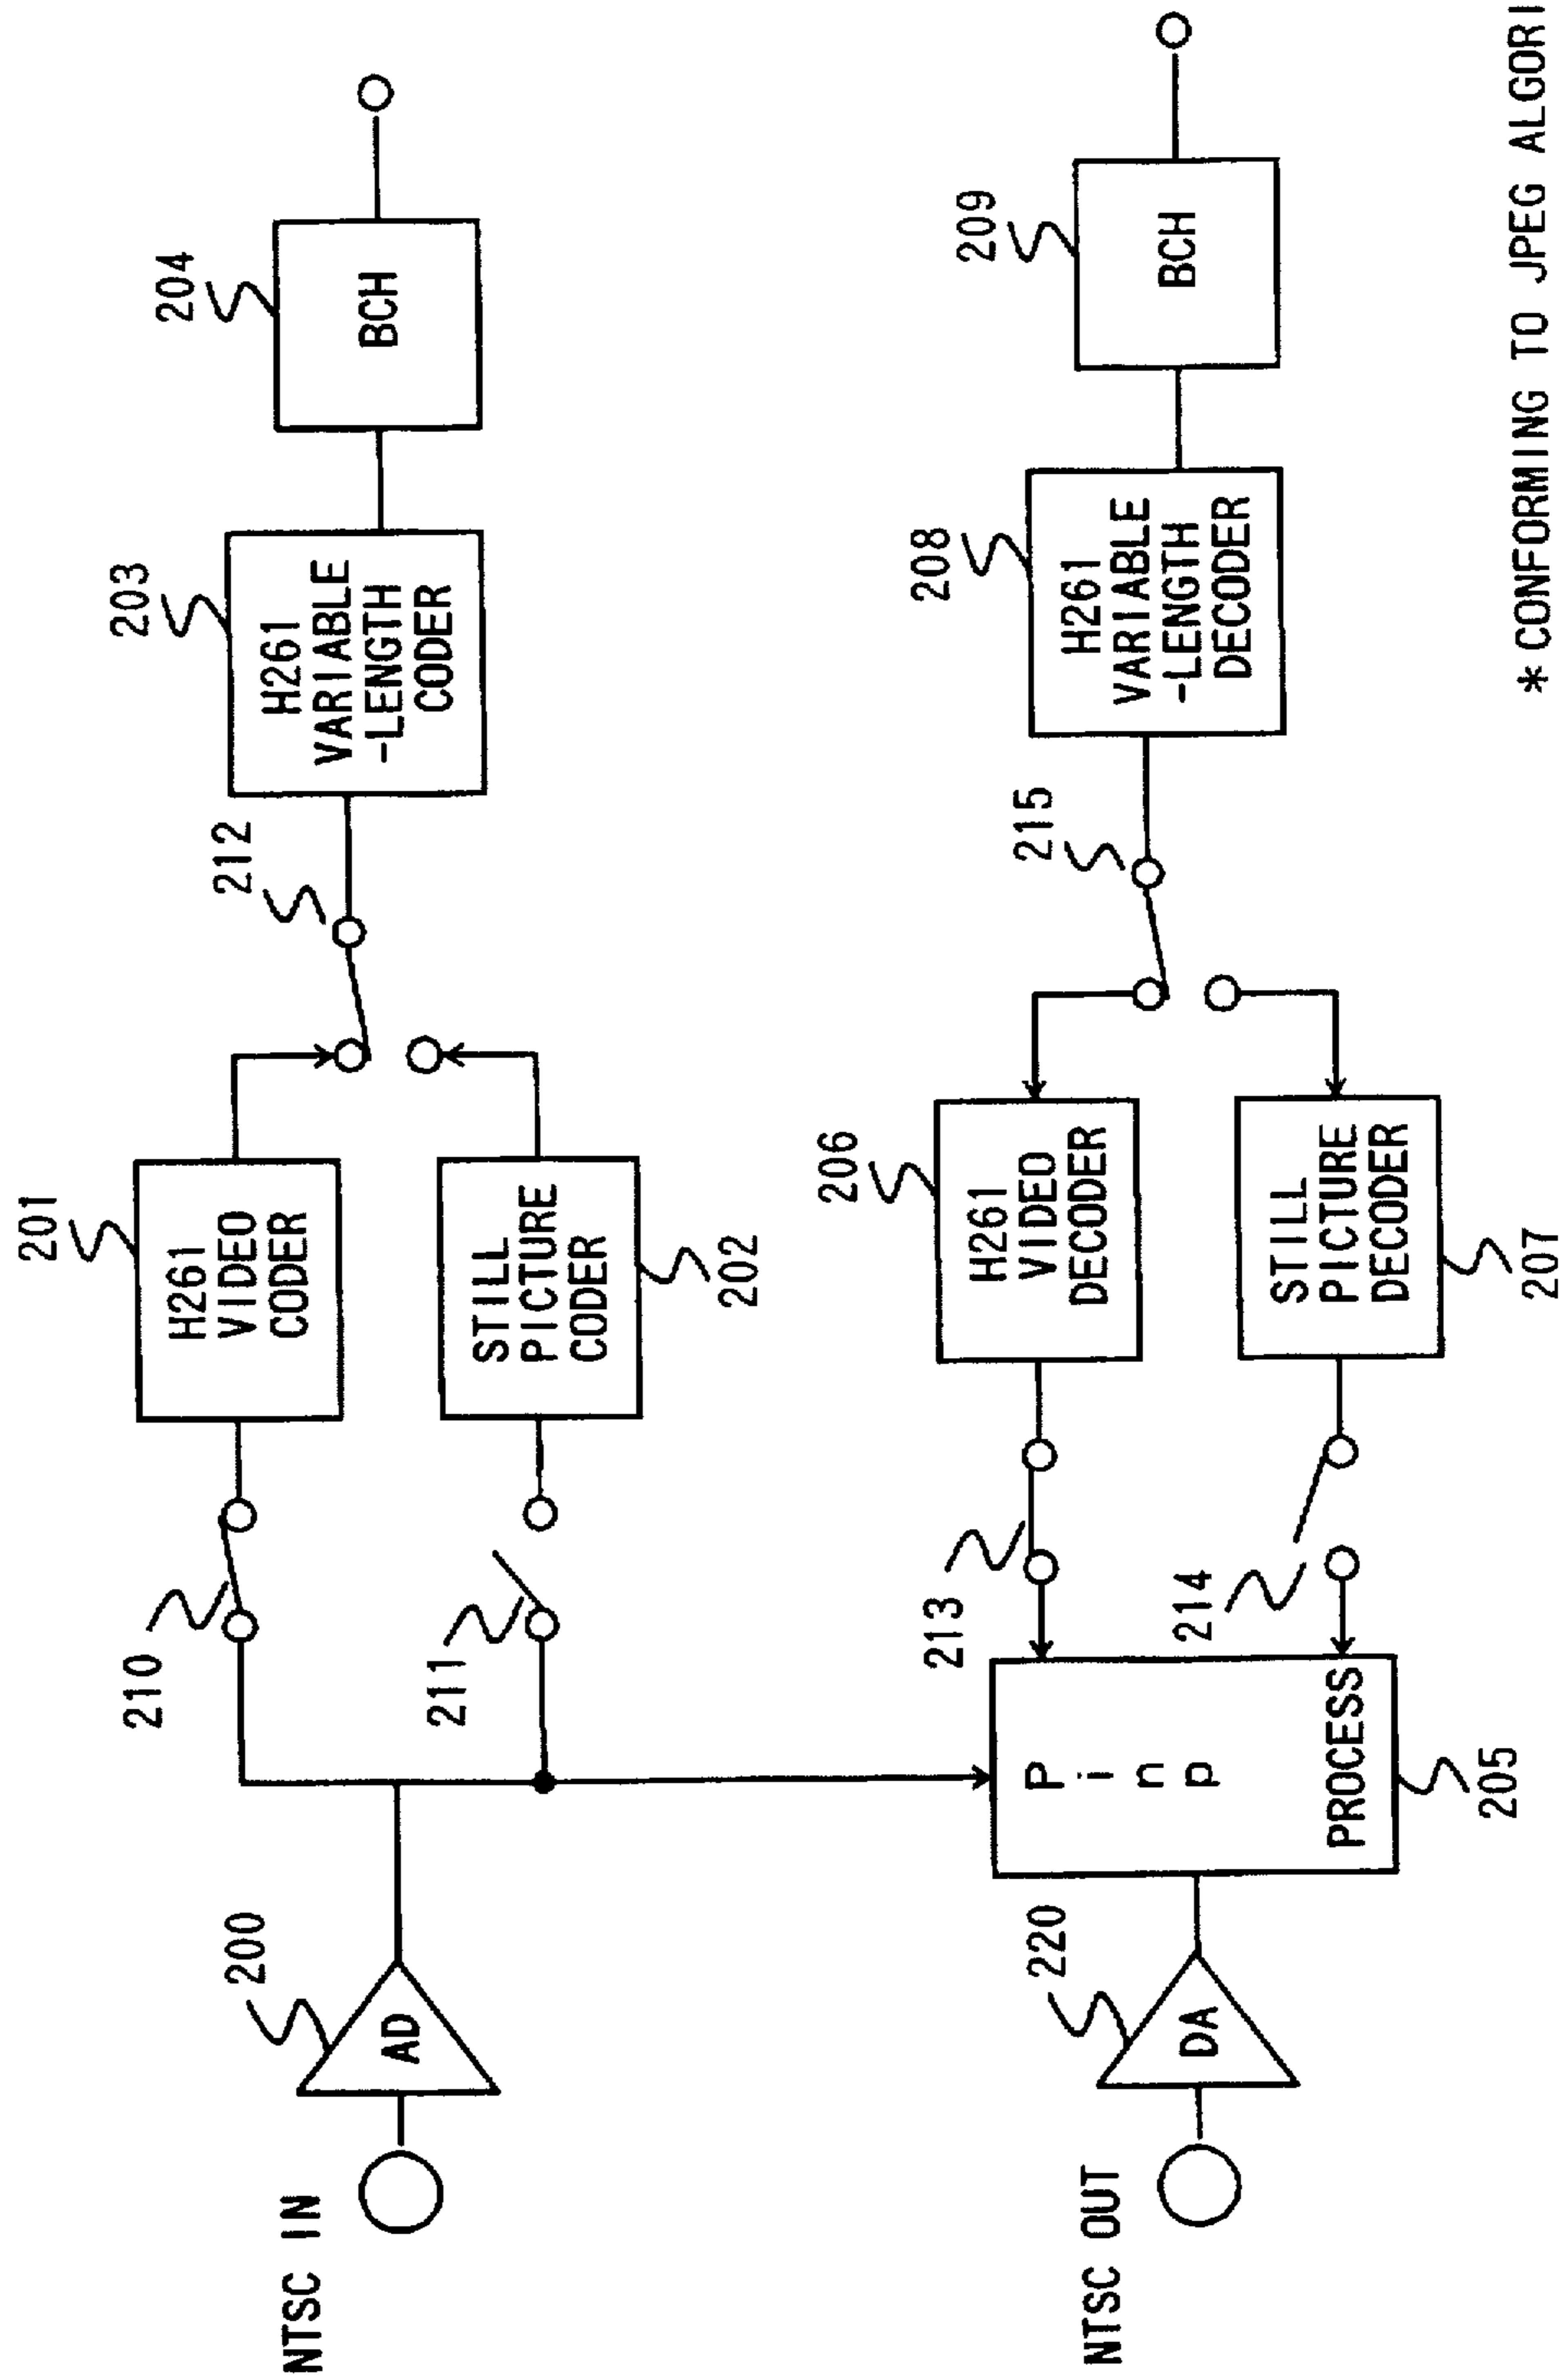 NTSC IN
200
AD
210
211
201
H261
VIDEO
CODER
STILL
PICTURE
CODER
202
212
203
H261
VARIABLE
-LENGTH
CODER
204
BCH
NTSC OUT
220
DA
P
i
n
p
PROCESS
205
213
214
206
H261
VIDEO
DECODER
STILL
PICTURE
DECODER
207
215
208
H261
VARIABLE
-LENGTH
DECODER
209
BCH
* CONFORMING TO JPEG ALGORI